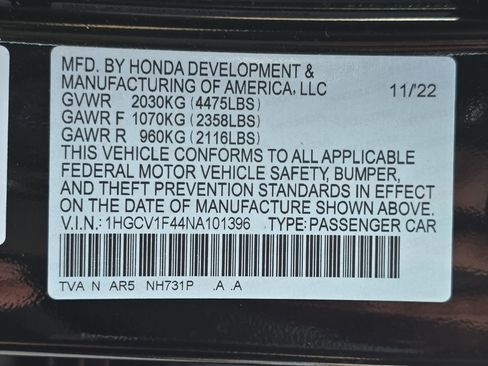 MFD. BY HONDA DEVELOPMENT &
MANUFACTURING OF AMERICA, LLC 11/'22
GVWR 2030KG (4475LBS)
GAWR F 1070KG (2358LBS)
GAWR R 960KG (2116LBS)
THIS VEHICLE CONFORMS TO ALL APPLICABLE
FEDERAL MOTOR VEHICLE SAFETY, BUMPER,
AND THEFT PREVENTION STANDARDS IN EFFECT
ON THE DATE OF MANUFACTURE SHOWN ABOVE.
V.I.N.: 1HGCV1F44NA101396 TYPE: PASSENGER CAR
TVA N AR5 NH731P .A .A